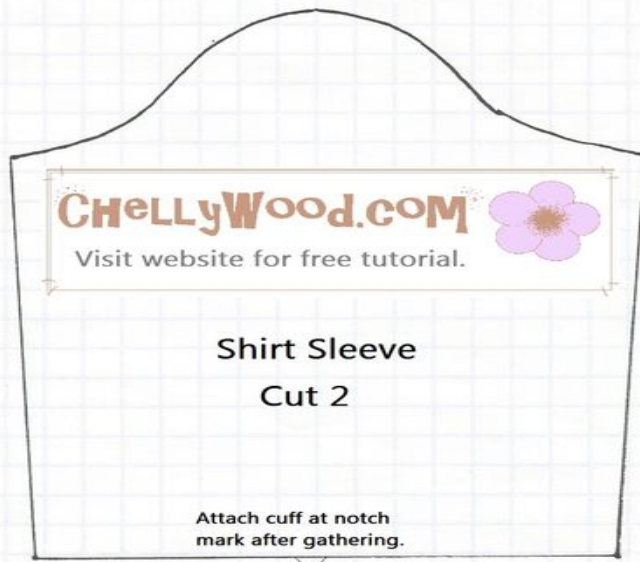 CHeLLyWooD.coM
Visit website for free tutorial.
Shirt Sleeve
Cut 2
Attach cuff at notch
mark after gathering.